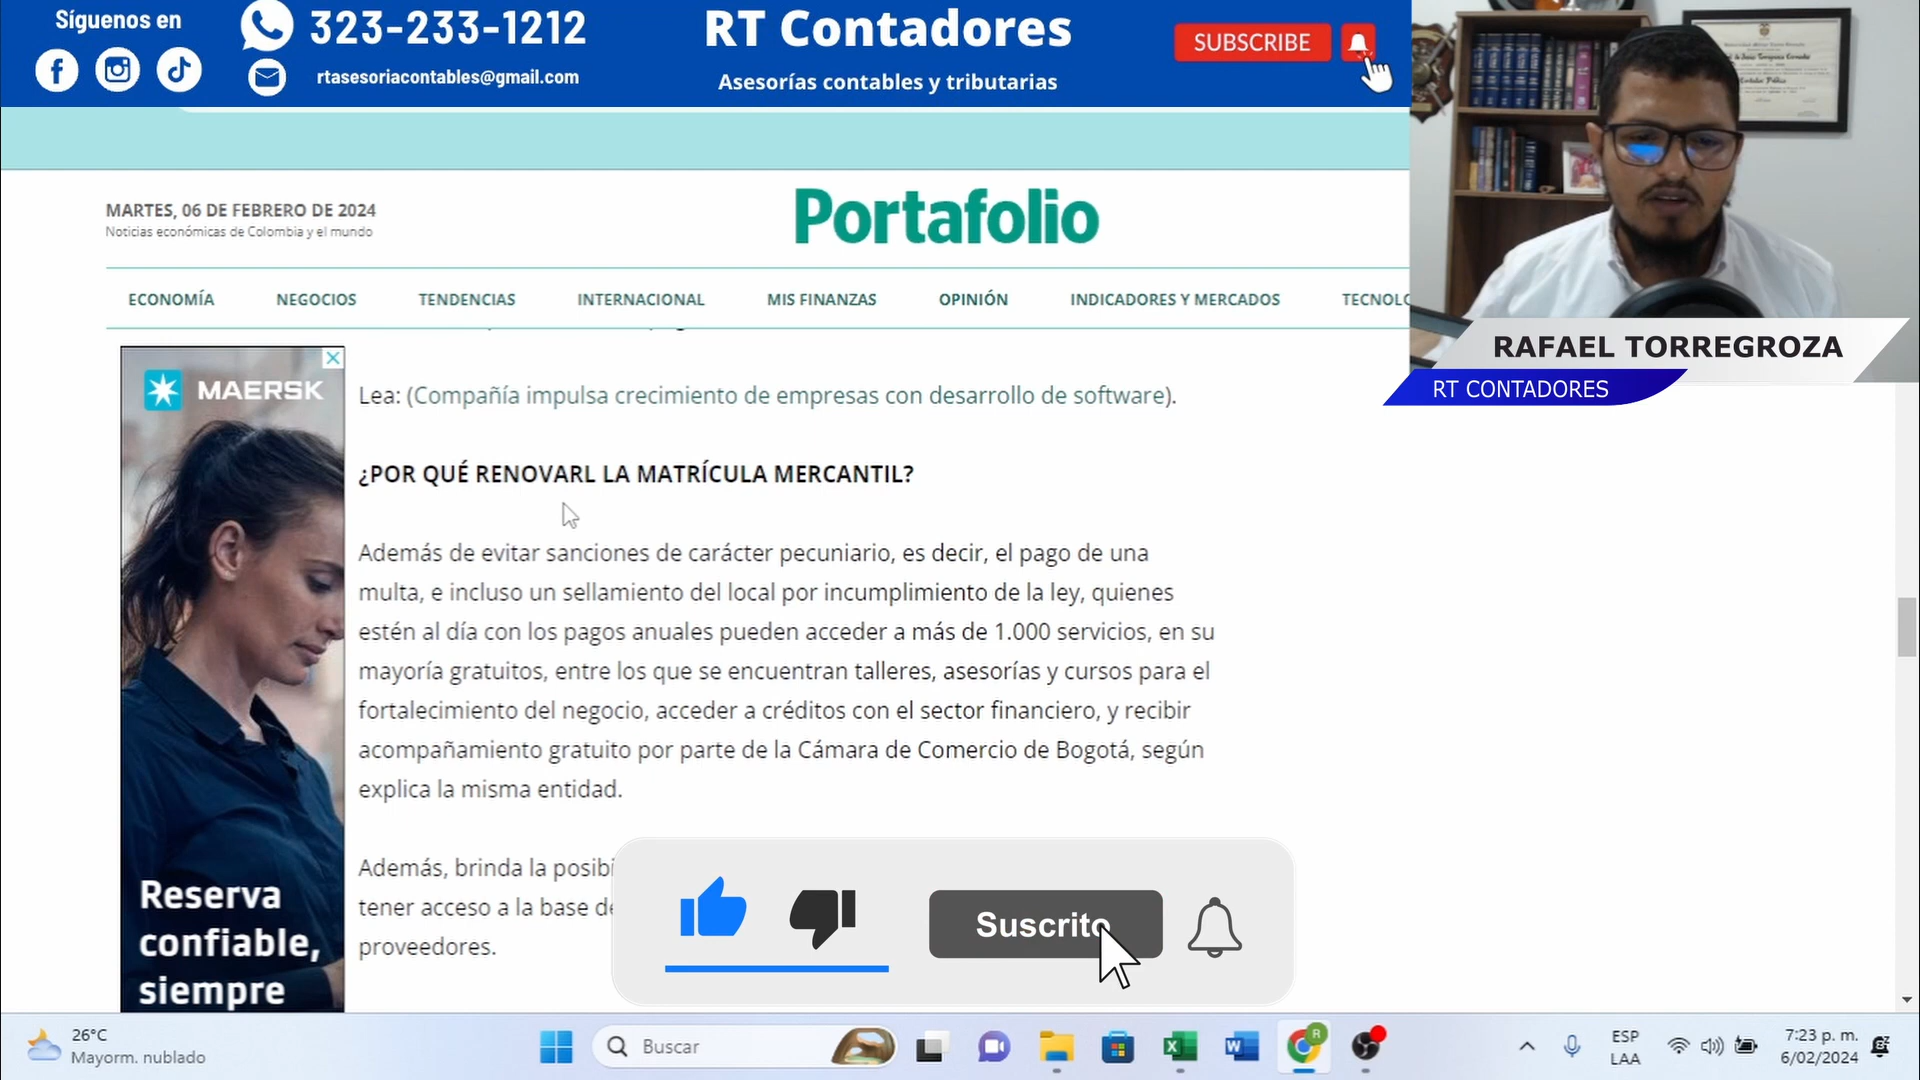 Síguenos en
323-233-1212
rtasesoriacontables@gmail.com
RT Contadores
Asesorías contables y tributarias
SUBSCRIBE
MARTES, 06 DE FEBRERO DE 2024
Noticias económicas de Colombia y el mundo
Portafolio
ECONOMÍA NEGOCIOS TENDENCIAS INTERNACIONAL MIS FINANZAS OPINIÓN INDICADORES Y MERCADOS TECNOLO
RAFAEL TORREGROZA
RT CONTADORES
MAERSK
Lea: (Compañía impulsa crecimiento de empresas con desarrollo de software).
¿POR QUÉ RENOVARL LA MATRÍCULA MERCANTIL?
Además de evitar sanciones de carácter pecuniario, es decir, el pago de una
multa, e incluso un sellamiento del local por incumplimiento de la ley, quienes
estén al día con los pagos anuales pueden acceder a más de 1.000 servicios, en su
mayoría gratuitos, entre los que se encuentran talleres, asesorías y cursos para el
fortalecimiento del negocio, acceder a créditos con el sector financiero, y recibir
acompañamiento gratuito por parte de la Cámara de Comercio de Bogotá, según
explica la misma entidad.
Además, brinda la posibi
tener acceso a la base de
proveedores.
Reserva
confiable,
siempre
Suscrito
26°C
Mayorm. nublado
Buscar
R
ESP
LAA
7:23 p. m.
6/02/2024